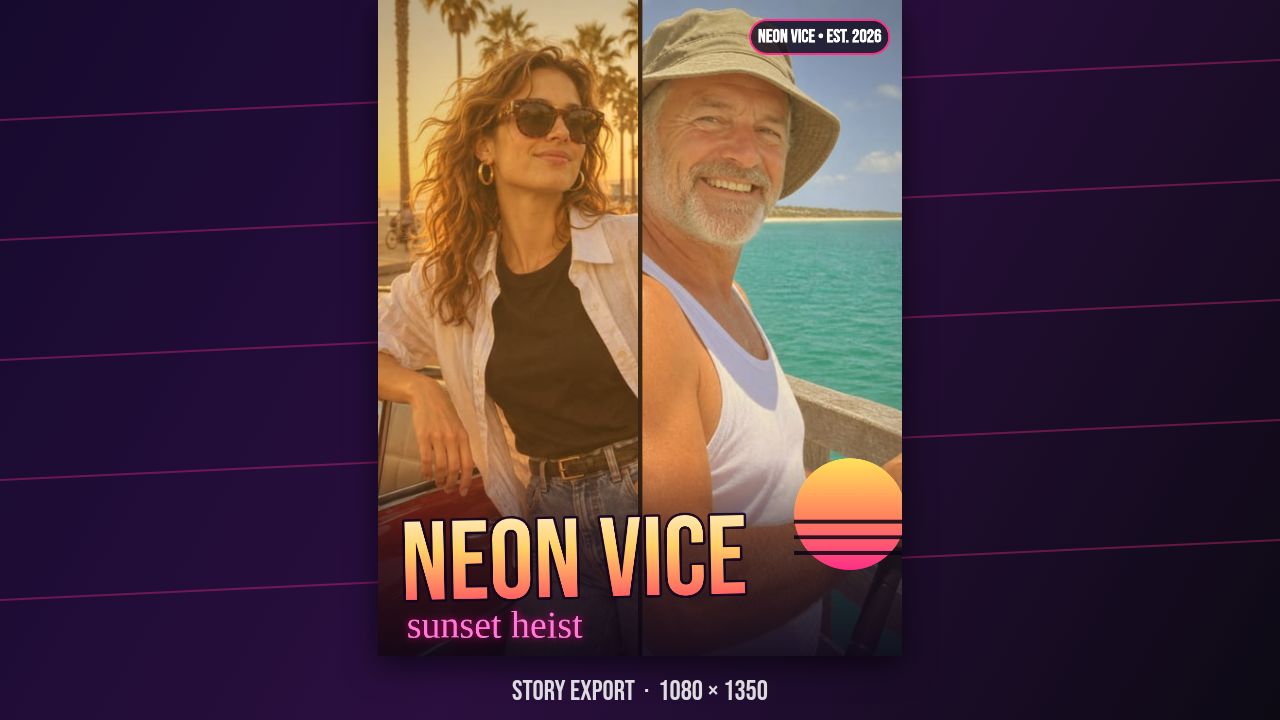 NEON VICE • EST. 2026
NEON VICE
sunset heist
STORY EXPORT · 1080 × 1350